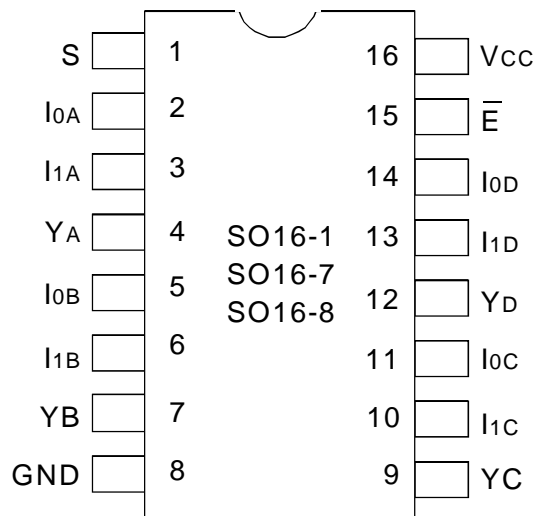 S 1 16 VCC
I0A 2 15 E̅
I1A 3 14 I0D
YA 4 13 I1D
SO16-1
SO16-7
SO16-8
I0B 5 12 YD
I1B 6 11 I0C
YB 7 10 I1C
GND 8 9 YC